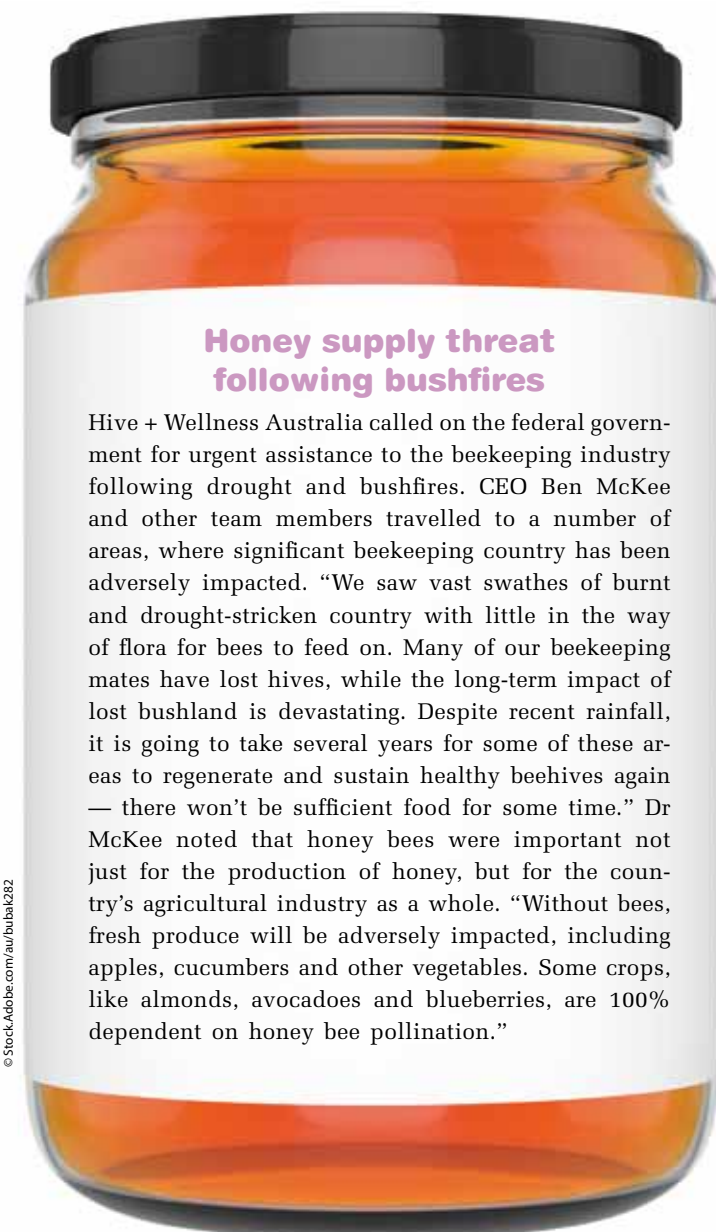 Honey supply threat
following bushfires
Hive + Wellness Australia called on the federal govern-
ment for urgent assistance to the beekeeping industry
following drought and bushfires. CEO Ben McKee
and other team members travelled to a number of
areas, where significant beekeeping country has been
adversely impacted. “We saw vast swathes of burnt
and drought-stricken country with little in the way
of flora for bees to feed on. Many of our beekeeping
mates have lost hives, while the long-term impact of
lost bushland is devastating. Despite recent rainfall,
it is going to take several years for some of these ar-
eas to regenerate and sustain healthy beehives again
— there won’t be sufficient food for some time.” Dr
McKee noted that honey bees were important not
just for the production of honey, but for the coun-
try’s agricultural industry as a whole. “Without bees,
fresh produce will be adversely impacted, including
apples, cucumbers and other vegetables. Some crops,
like almonds, avocadoes and blueberries, are 100%
dependent on honey bee pollination.”
© Stock.Adobe.com/au/bubak282